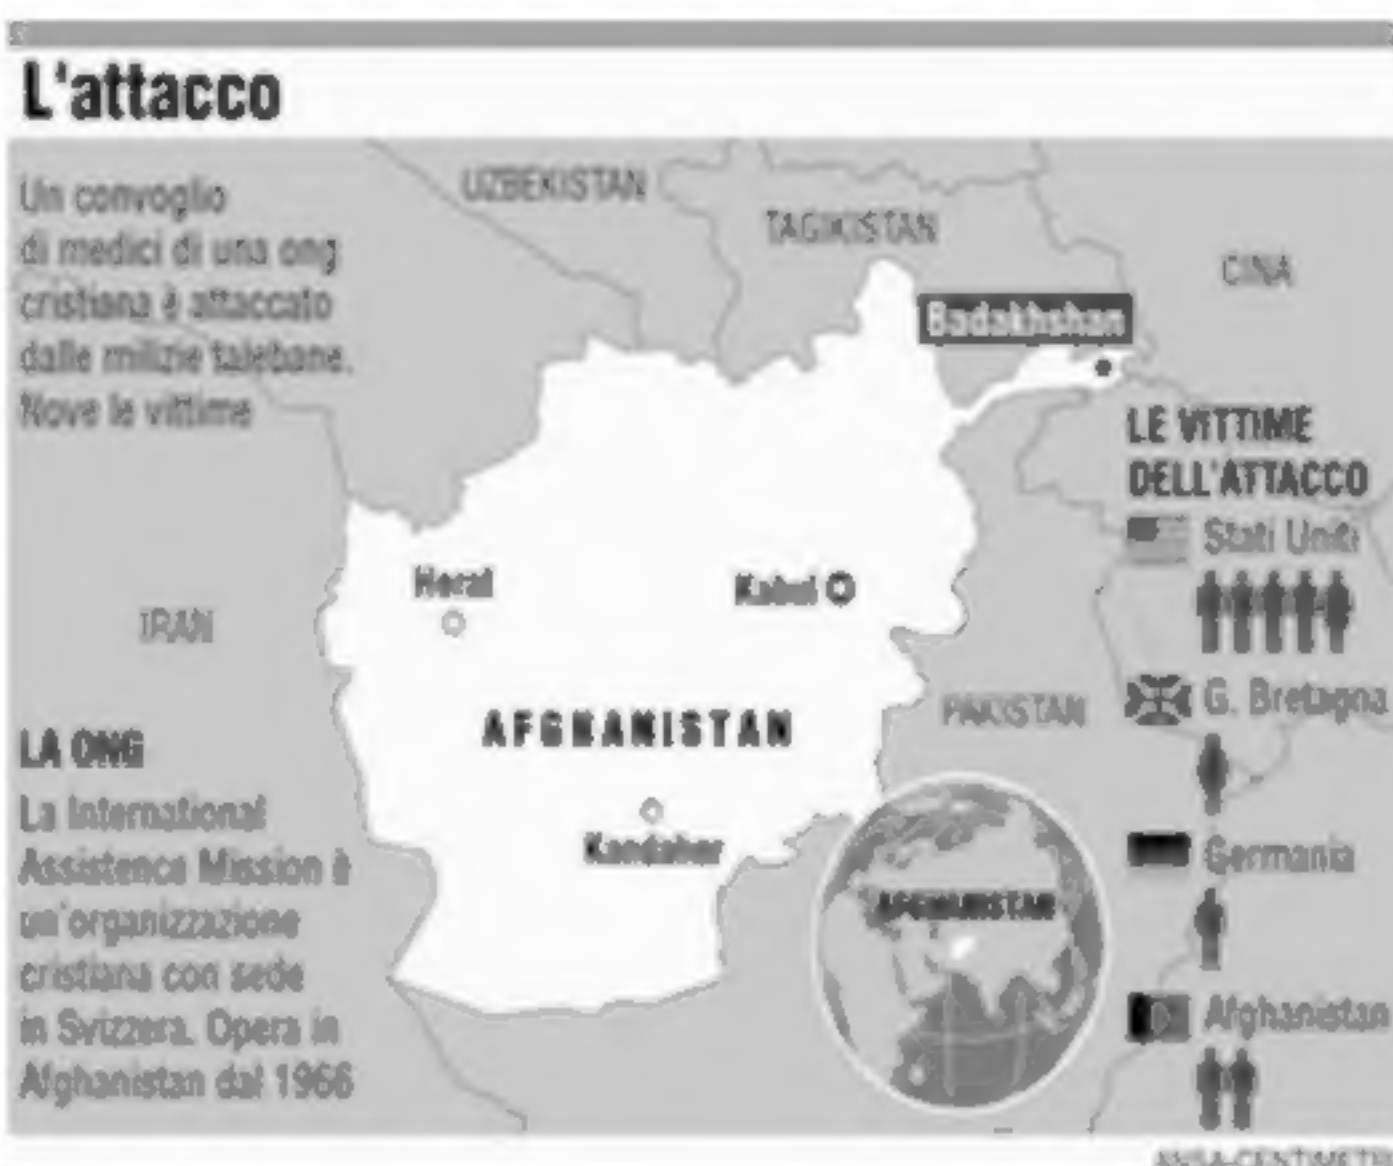 L'attacco
Un convoglio
di medici di una ong
cristiana è attaccato
dalle milizie talebane.
Nove le vittime
UZBEKISTAN
TAGIKISTAN
CINA
Badakhshan
Herat
Kabul
IRAN
AFGHANISTAN
PAKISTAN
Kandahar
AFGHANISTAN
LA ONG
La International
Assistence Mission è
un'organizzazione
cristiana con sede
in Svizzera. Opera in
Afghanistan dal 1966
LE VITTIME
DELL'ATTACCO
Stati Uniti
G. Bretagna
Germania
Afghanistan
ANSA-CENTIMETRI